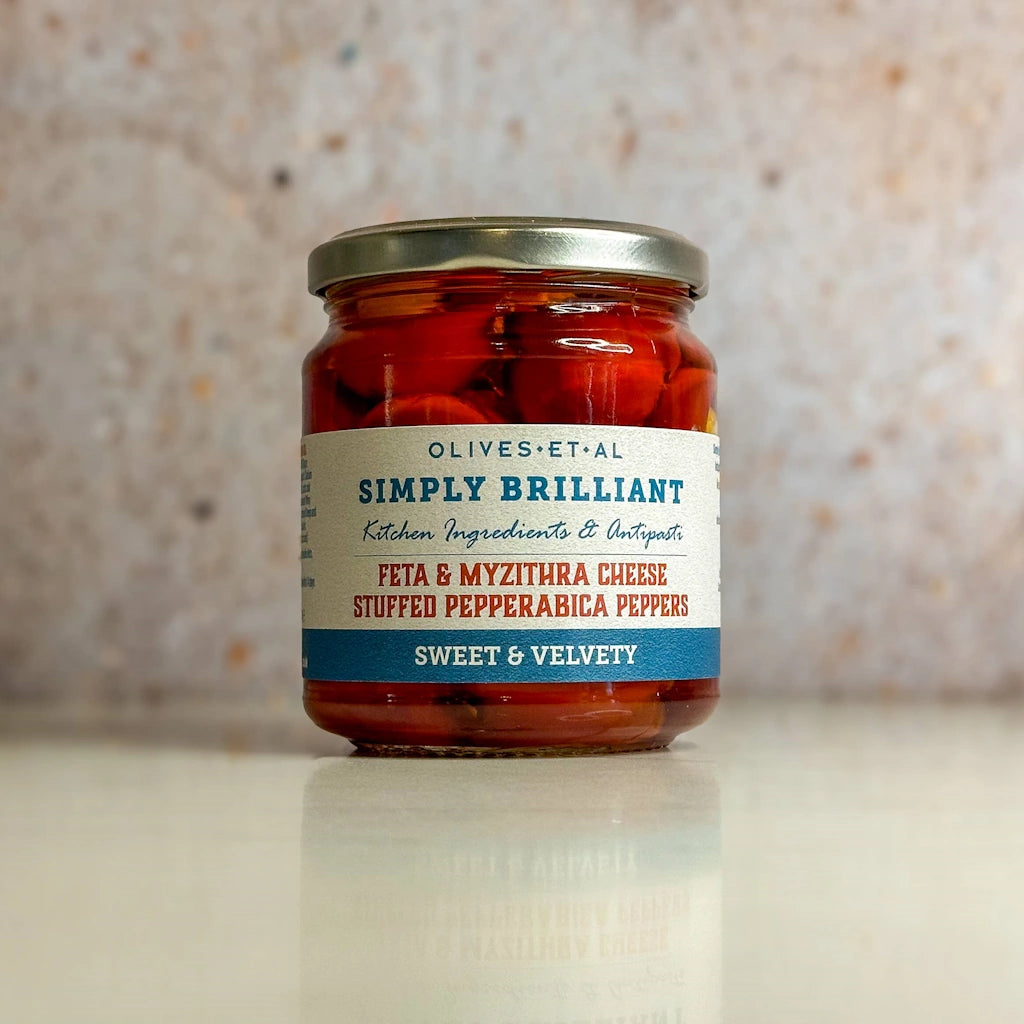 OLIVES·ET·AL
SIMPLY BRILLIANT
Kitchen Ingredients & Antipasti
FETA & MYZITHRA CHEESE
STUFFED PEPPERABICA PEPPERS
SWEET & VELVETY